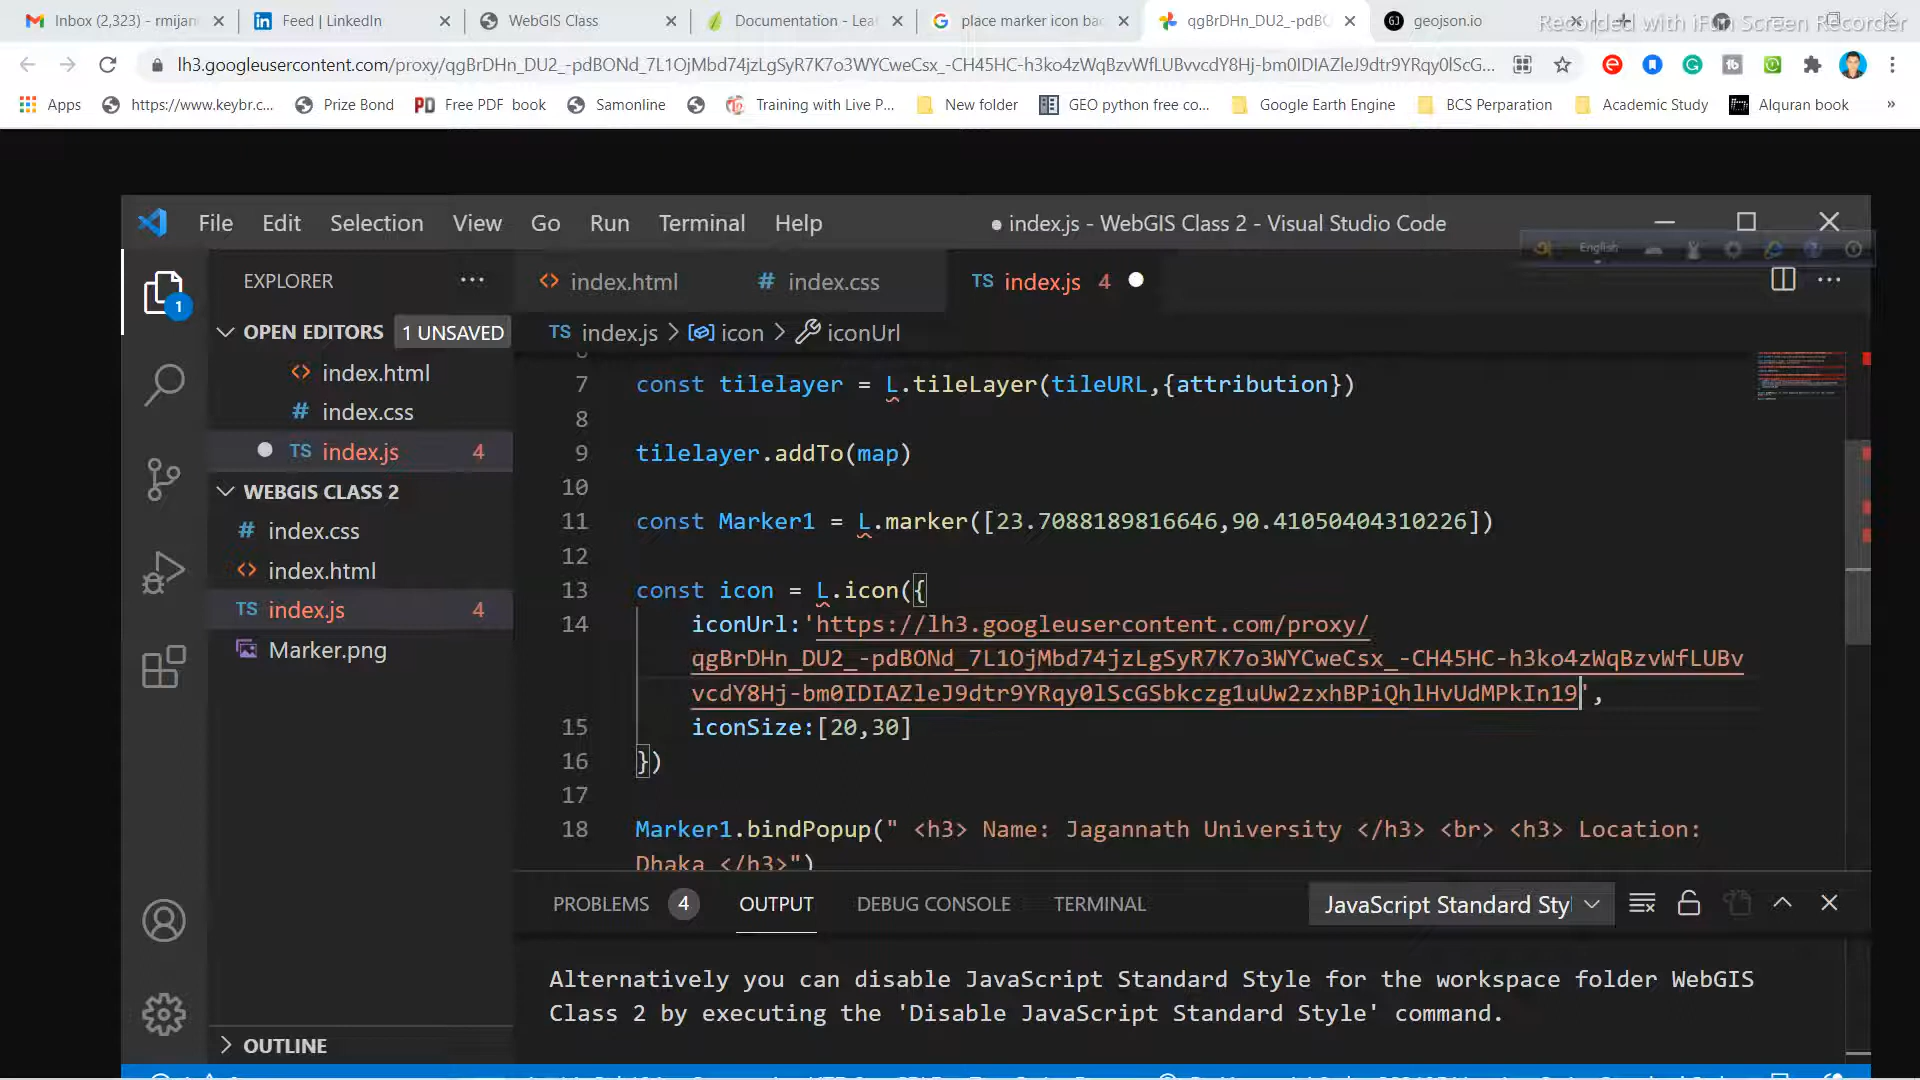 Inbox (2,323) - rmijan
Feed | LinkedIn
WebGIS Class
Documentation - Lea
place marker icon bac
qgBrDHn_DU2_-pdBO
geojson.io
Recorded with iFun Screen Recorder
lh3.googleusercontent.com/proxy/qgBrDHn_DU2_-pdBONd_7L1OjMbd74jzLgSyR7K7o3WYCweCsx_-CH45HC-h3ko4zWqBzvWfLUBvvcdY8Hj-bm0IDIAZleJ9dtr9YRqy0lScG...
Apps
https://www.keybr.c...
Prize Bond
Free PDF book
Samonline
Training with Live P...
New folder
GEO python free co...
Google Earth Engine
BCS Perparation
Academic Study
Alquran book
»
File Edit Selection View Go Run Terminal Help
● index.js - WebGIS Class 2 - Visual Studio Code
English
EXPLORER
index.html
# index.css
TS index.js 4
OPEN EDITORS 1 UNSAVED
TS index.js > icon > iconUrl
index.html
# index.css
TS index.js 4
WEBGIS CLASS 2
# index.css
index.html
TS index.js 4
Marker.png
1
7 const tilelayer = L.tileLayer(tileURL,{attribution})
8
9 tilelayer.addTo(map)
10
11 const Marker1 = L.marker([23.7088189816646,90.41050404310226])
12
13 const icon = L.icon({
14 iconUrl:'https://lh3.googleusercontent.com/proxy/
qgBrDHn_DU2_-pdBONd_7L1OjMbd74jzLgSyR7K7o3WYCweCsx_-CH45HC-h3ko4zWqBzvWfLUBv
vcdY8Hj-bm0IDIAZleJ9dtr9YRqy0lScGSbkczg1uUw2zxhBPiQhlHvUdMPkIn19',
15 iconSize:[20,30]
16 })
17
18 Marker1.bindPopup(" <h3> Name: Jagannath University </h3> <br> <h3> Location:
Dhaka </h3>")
PROBLEMS 4 OUTPUT DEBUG CONSOLE TERMINAL
JavaScript Standard Styl
Alternatively you can disable JavaScript Standard Style for the workspace folder WebGIS
Class 2 by executing the 'Disable JavaScript Standard Style' command.
OUTLINE